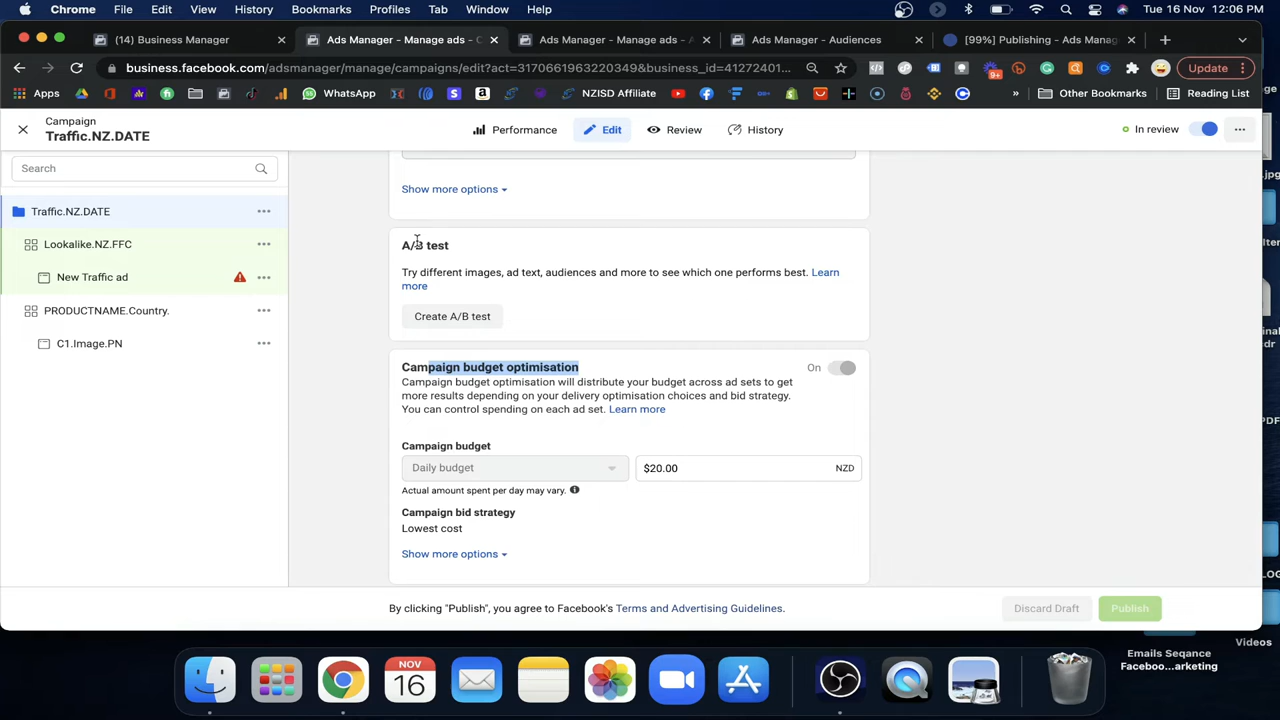 Chrome File Edit View History Bookmarks Profiles Tab Window Help Tue 16 Nov 12:06 PM
(14) Business Manager Ads Manager - Manage ads - C Ads Manager - Manage ads - A Ads Manager - Audiences [99%] Publishing - Ads Manag
business.facebook.com/adsmanager/manage/campaigns/edit?act=3170661963220349&business_id=41272401... 9+ Update
Apps WhatsApp NZISD Affiliate » Other Bookmarks Reading List
Campaign
Traffic.NZ.DATE
Performance Edit Review History In review
Search
Traffic.NZ.DATE
Lookalike.NZ.FFC
New Traffic ad
PRODUCTNAME.Country.
C1.Image.PN
Show more options
A/B test
Try different images, ad text, audiences and more to see which one performs best. Learn
more
Create A/B test
Campaign budget optimisation On
Campaign budget optimisation will distribute your budget across ad sets to get
more results depending on your delivery optimisation choices and bid strategy.
You can control spending on each ad set. Learn more
Campaign budget
Daily budget $20.00 NZD
Actual amount spent per day may vary.
Campaign bid strategy
Lowest cost
Show more options
By clicking "Publish", you agree to Facebook's Terms and Advertising Guidelines. Discard Draft Publish
.jpg
PDF
Videos
Emails Seqance
Faceboo...arketing
NOV
16